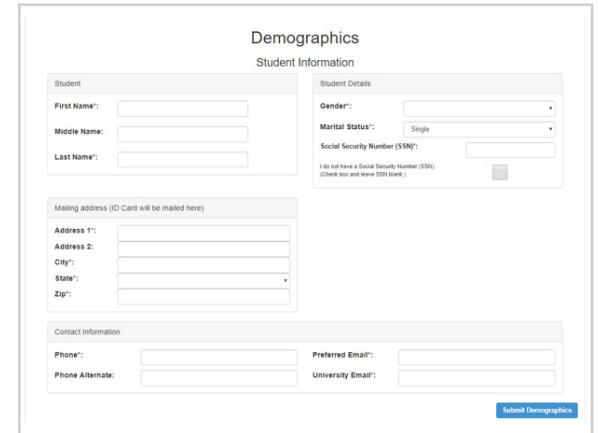 Demographics
Student Information
Student
First Name*:
Middle Name:
Last Name*:
Student Details
Gender*:
Marital Status*: Single
Social Security Number (SSN)*:
I do not have a Social Security Number (SSN).
(Check box and leave SSN blank.)
Mailing address (ID Card will be mailed here)
Address 1*:
Address 2:
City*:
State*:
Zip*:
Contact Information
Phone*: Preferred Email*:
Phone Alternate: University Email*:
Submit Demographics